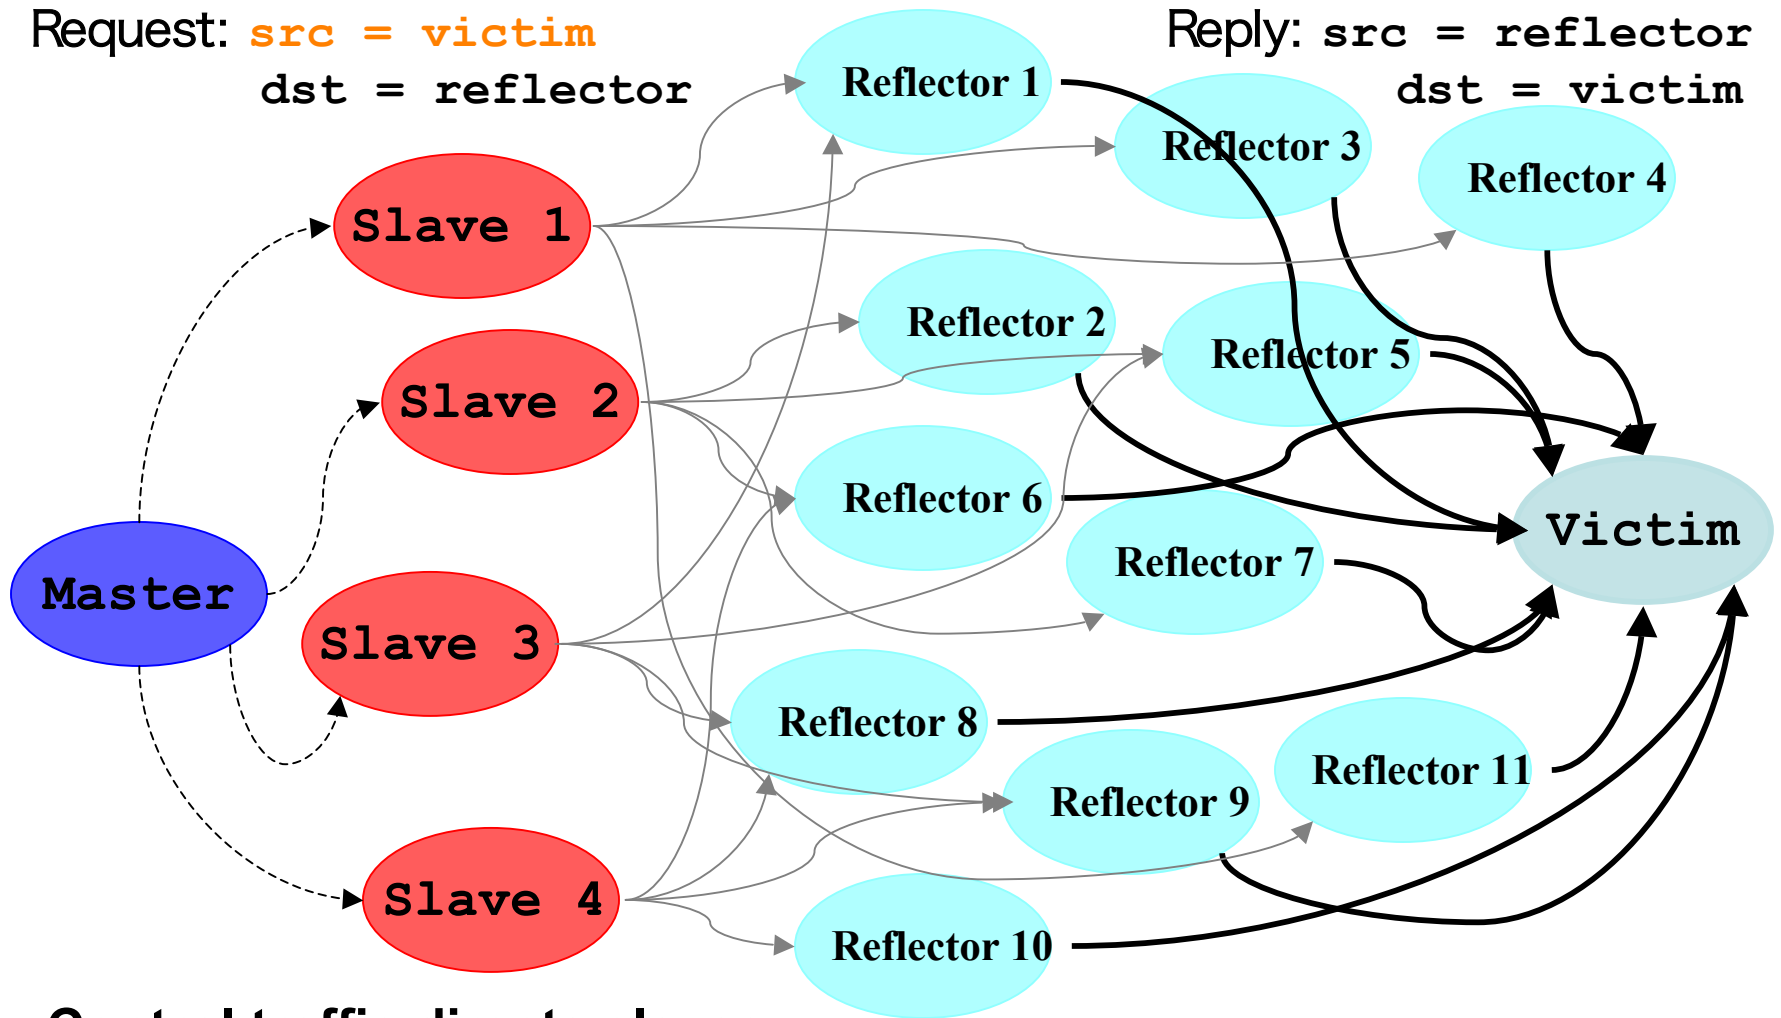 Request: src = victim
dst = reflector
Reply: src = reflector
dst = victim
Reflector 1
Reflector 3
Reflector 4
Slave 1
Reflector 2
Reflector 5
Slave 2
Reflector 6
Victim
Reflector 7
Master
Slave 3
Reflector 8
Reflector 11
Reflector 9
Slave 4
Reflector 10